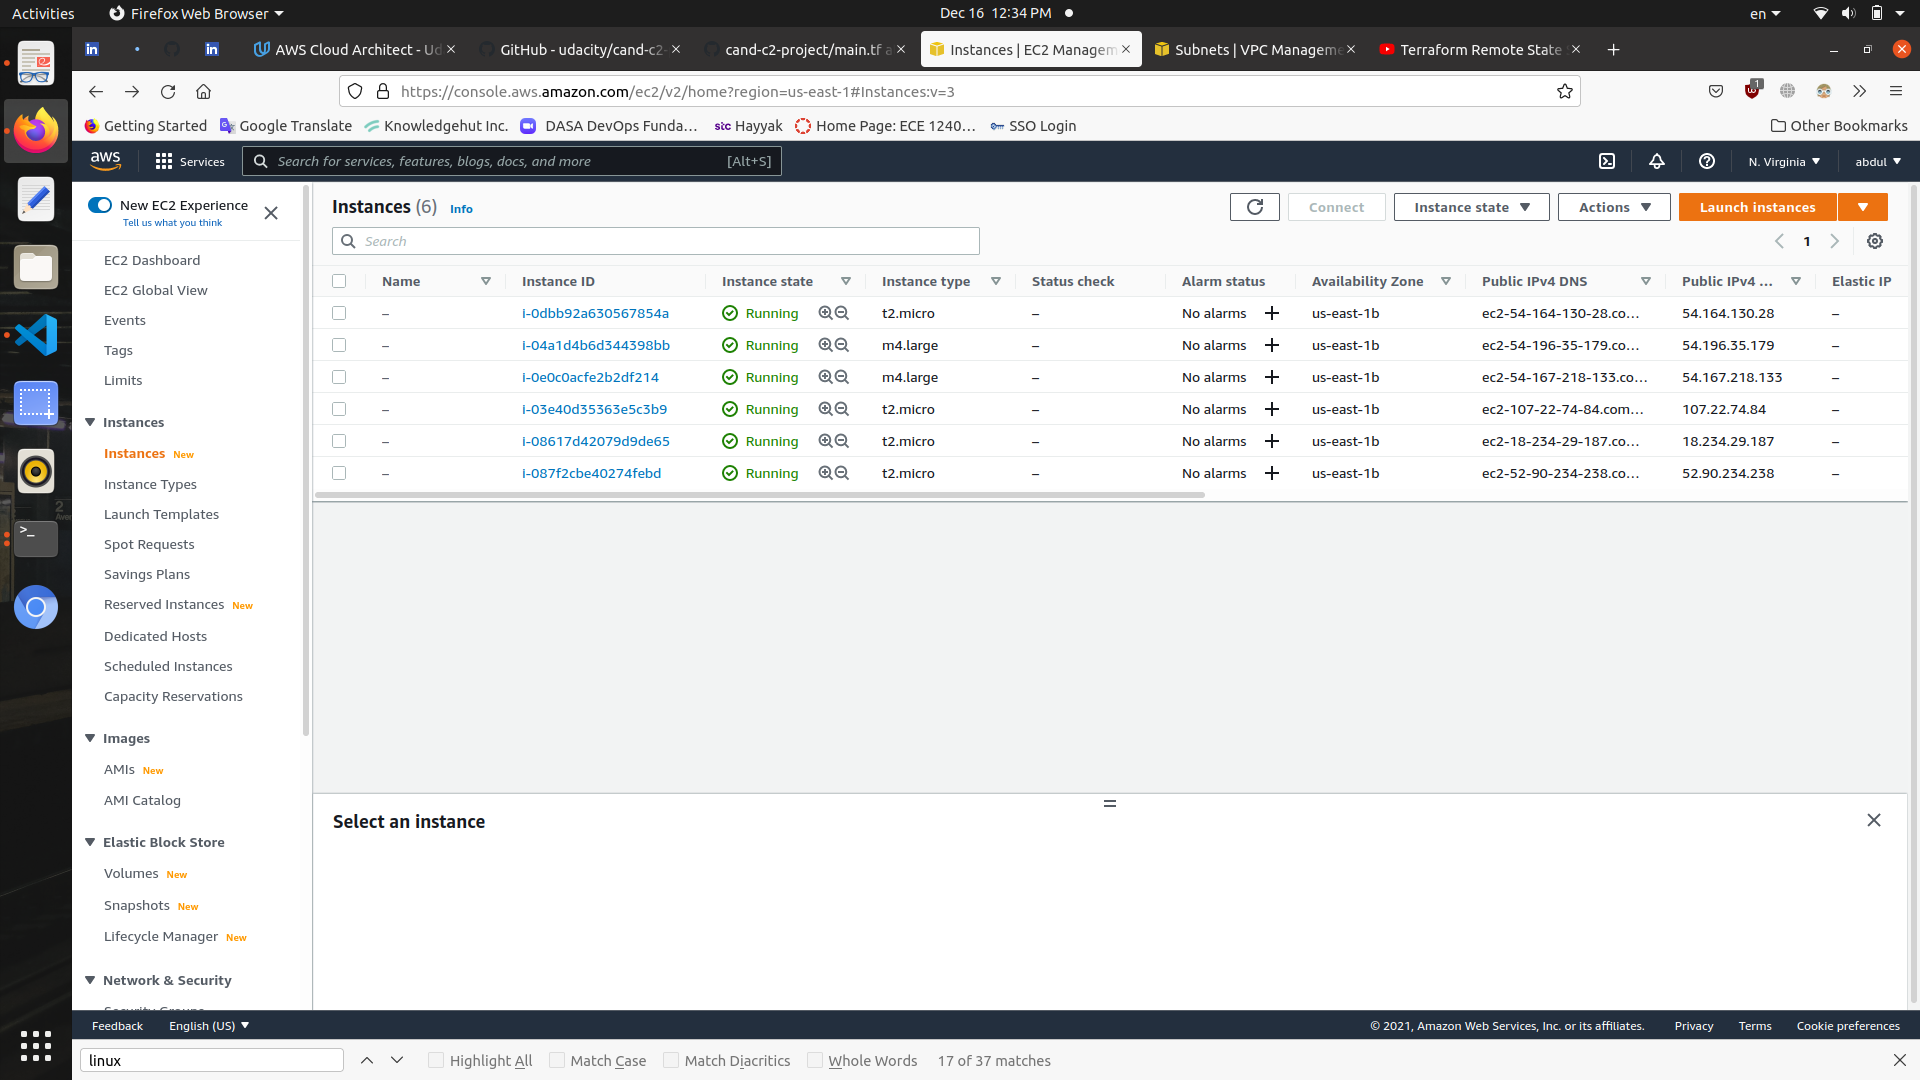 Activities Firefox Web Browser Dec 16 12:34 PM en
AWS Cloud Architect - Ud GitHub - udacity/cand-c2- cand-c2-project/main.tf a Instances | EC2 Managem Subnets | VPC Manageme Terraform Remote State
https://console.aws.amazon.com/ec2/v2/home?region=us-east-1#Instances:v=3 1
Getting Started Google Translate Knowledgehut Inc. DASA DevOps Funda… stc Hayyak Home Page: ECE 1240… SSO Login Other Bookmarks
aws Services Search for services, features, blogs, docs, and more [Alt+S] N. Virginia abdul
New EC2 Experience
Tell us what you think
EC2 Dashboard
EC2 Global View
Events
Tags
Limits
Instances
Instances New
Instance Types
Launch Templates
Spot Requests
Savings Plans
Reserved Instances New
Dedicated Hosts
Scheduled Instances
Capacity Reservations
Images
AMIs New
AMI Catalog
Elastic Block Store
Volumes New
Snapshots New
Lifecycle Manager New
Network & Security
Security Groups
Instances (6) Info Connect Instance state Actions Launch instances
Search 1
Name Instance ID Instance state Instance type Status check Alarm status Availability Zone Public IPv4 DNS Public IPv4 ... Elastic IP
– i-0dbb92a630567854a Running t2.micro – No alarms us-east-1b ec2-54-164-130-28.co... 54.164.130.28 –
– i-04a1d4b6d344398bb Running m4.large – No alarms us-east-1b ec2-54-196-35-179.co... 54.196.35.179 –
– i-0e0c0acfe2b2df214 Running m4.large – No alarms us-east-1b ec2-54-167-218-133.co... 54.167.218.133 –
– i-03e40d35363e5c3b9 Running t2.micro – No alarms us-east-1b ec2-107-22-74-84.com... 107.22.74.84 –
– i-08617d42079d9de65 Running t2.micro – No alarms us-east-1b ec2-18-234-29-187.co... 18.234.29.187 –
– i-087f2cbe40274febd Running t2.micro – No alarms us-east-1b ec2-52-90-234-238.co... 52.90.234.238 –
Select an instance
Feedback English (US) © 2021, Amazon Web Services, Inc. or its affiliates. Privacy Terms Cookie preferences
linux Highlight All Match Case Match Diacritics Whole Words 17 of 37 matches